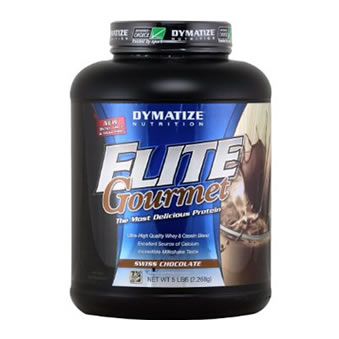 DYMATIZE
NUTRITION
NEW
ELITE
Gourmet
The Most Delicious Protein
Ultra-High Quality Whey & Casein Blend
Excellent Source of Calcium
Incredible Milkshake Taste
SWISS CHOCOLATE
NET WT 5 LBS (2,268g)